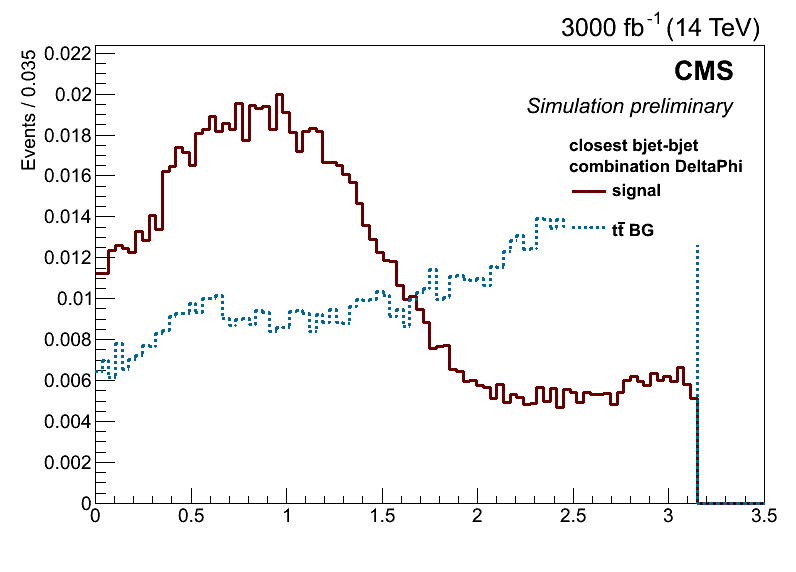 3000 fb⁻¹ (14 TeV)
Events / 0.035
CMS
Simulation preliminary
closest bjet-bjet
combination DeltaPhi
signal
tt̄ BG
0.022
0.02
0.018
0.016
0.014
0.012
0.01
0.008
0.006
0.004
0.002
0
0 0.5 1 1.5 2 2.5 3 3.5